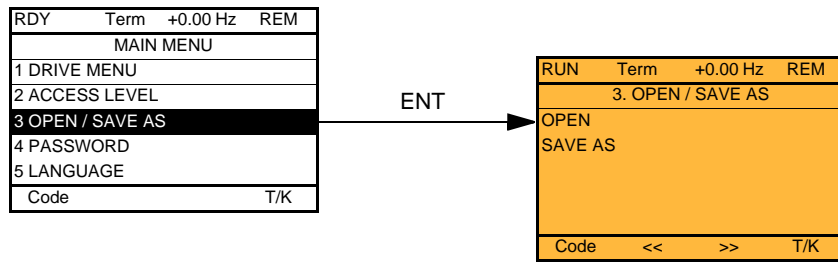 RDY Term +0.00 Hz REM
MAIN MENU
1 DRIVE MENU
2 ACCESS LEVEL
3 OPEN / SAVE AS
4 PASSWORD
5 LANGUAGE
Code T/K
ENT
RUN Term +0.00 Hz REM
3. OPEN / SAVE AS
OPEN
SAVE AS
Code << >> T/K